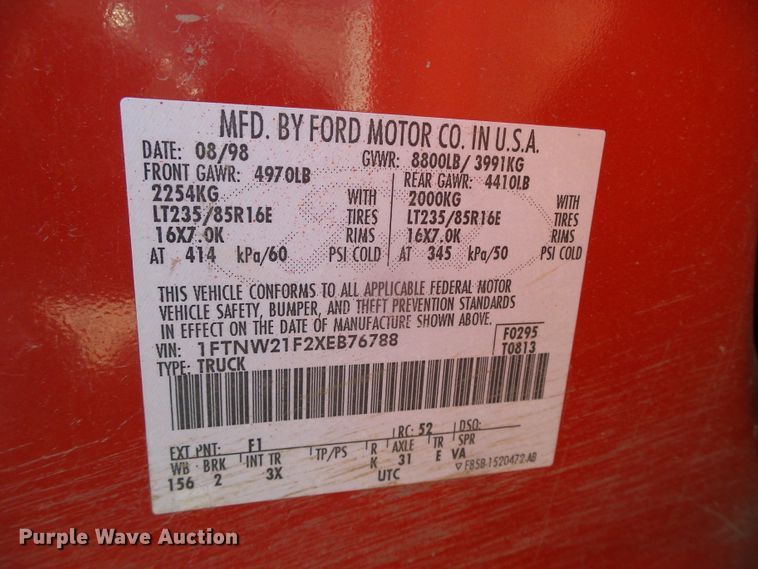 MFD. BY FORD MOTOR CO. IN U.S.A.
DATE: 08/98 GVWR: 8800LB/ 3991KG
FRONT GAWR: 4970LB REAR GAWR: 4410LB
2254KG WITH 2000KG WITH
LT235/85R16E TIRES LT235/85R16E TIRES
16X7.0K RIMS 16X7.0K RIMS
AT 414 kPa/60 PSI COLD AT 345 kPa/50 PSI COLD
THIS VEHICLE CONFORMS TO ALL APPLICABLE FEDERAL MOTOR
VEHICLE SAFETY, BUMPER, AND THEFT PREVENTION STANDARDS
IN EFFECT ON THE DATE OF MANUFACTURE SHOWN ABOVE.
F0295
VIN: 1FTNW21F2XEB76788
T0813
TYPE: TRUCK
EXT PNT: F1 RC: 52 DSO:
WB BRK INT TR TP/PS R AXLE TR SPR
156 2 3X K 31 E VA
UTC
F85B-1520472-AB
Purple Wave Auction